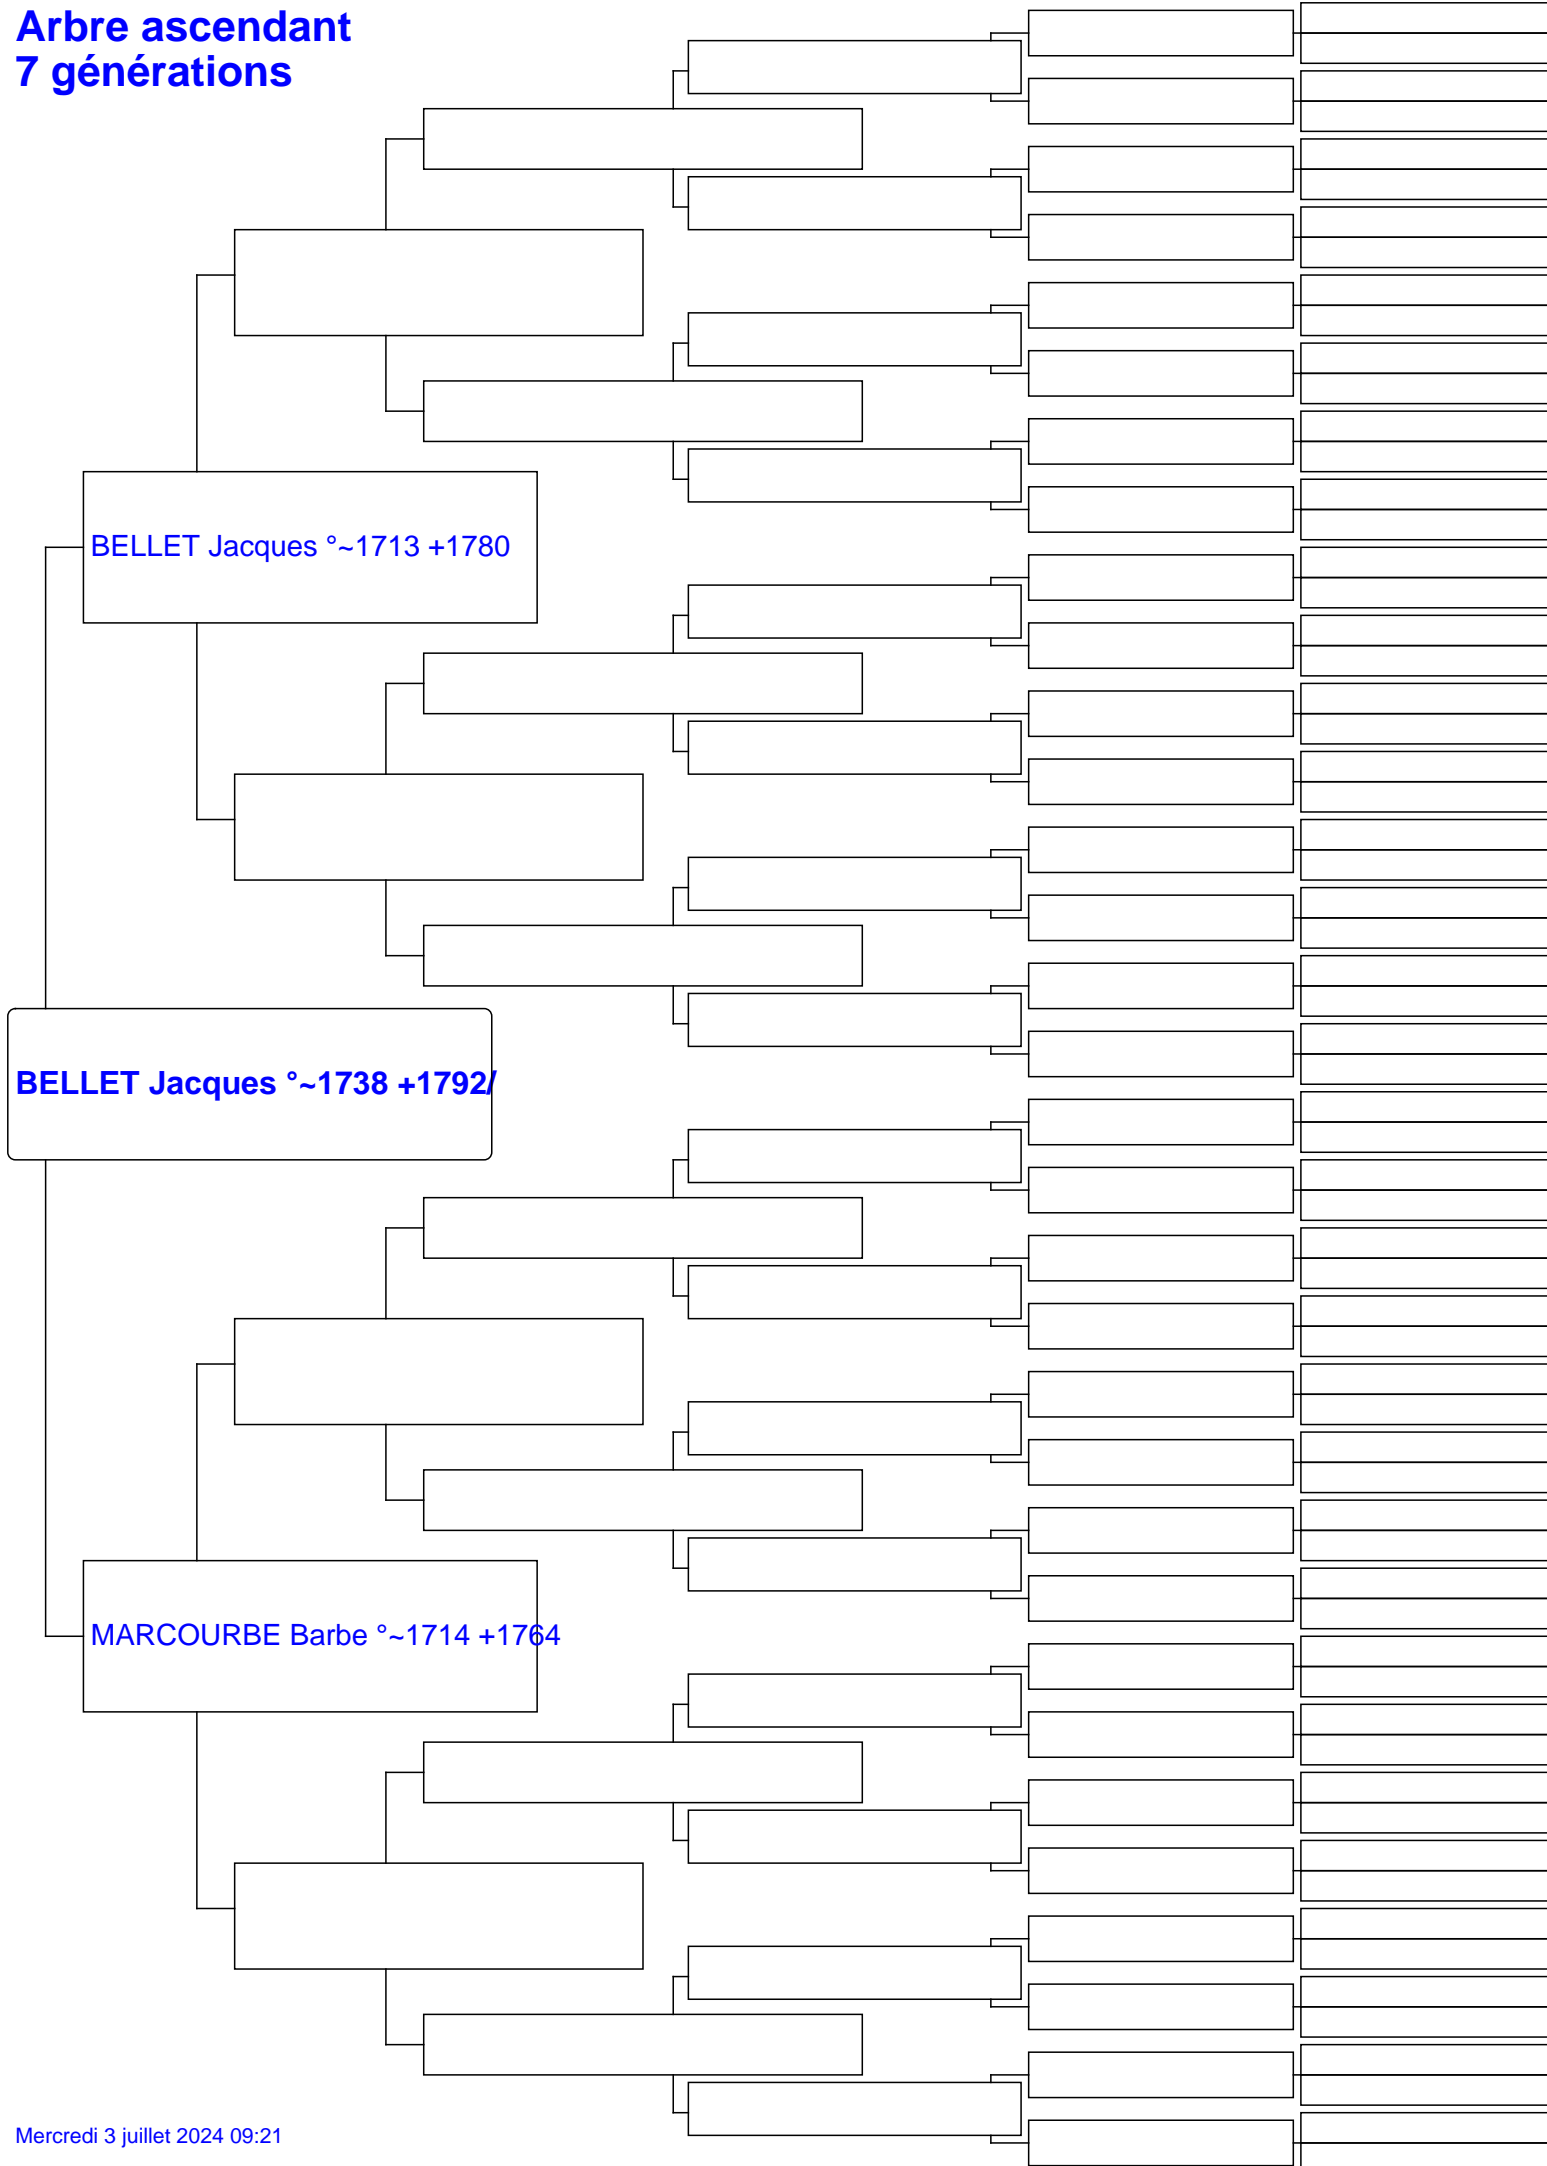 Arbre ascendant
7 générations
BELLET Jacques °~1713 +1780
BELLET Jacques °~1738 +1792/
MARCOURBE Barbe °~1714 +1764
Mercredi 3 juillet 2024 09:21